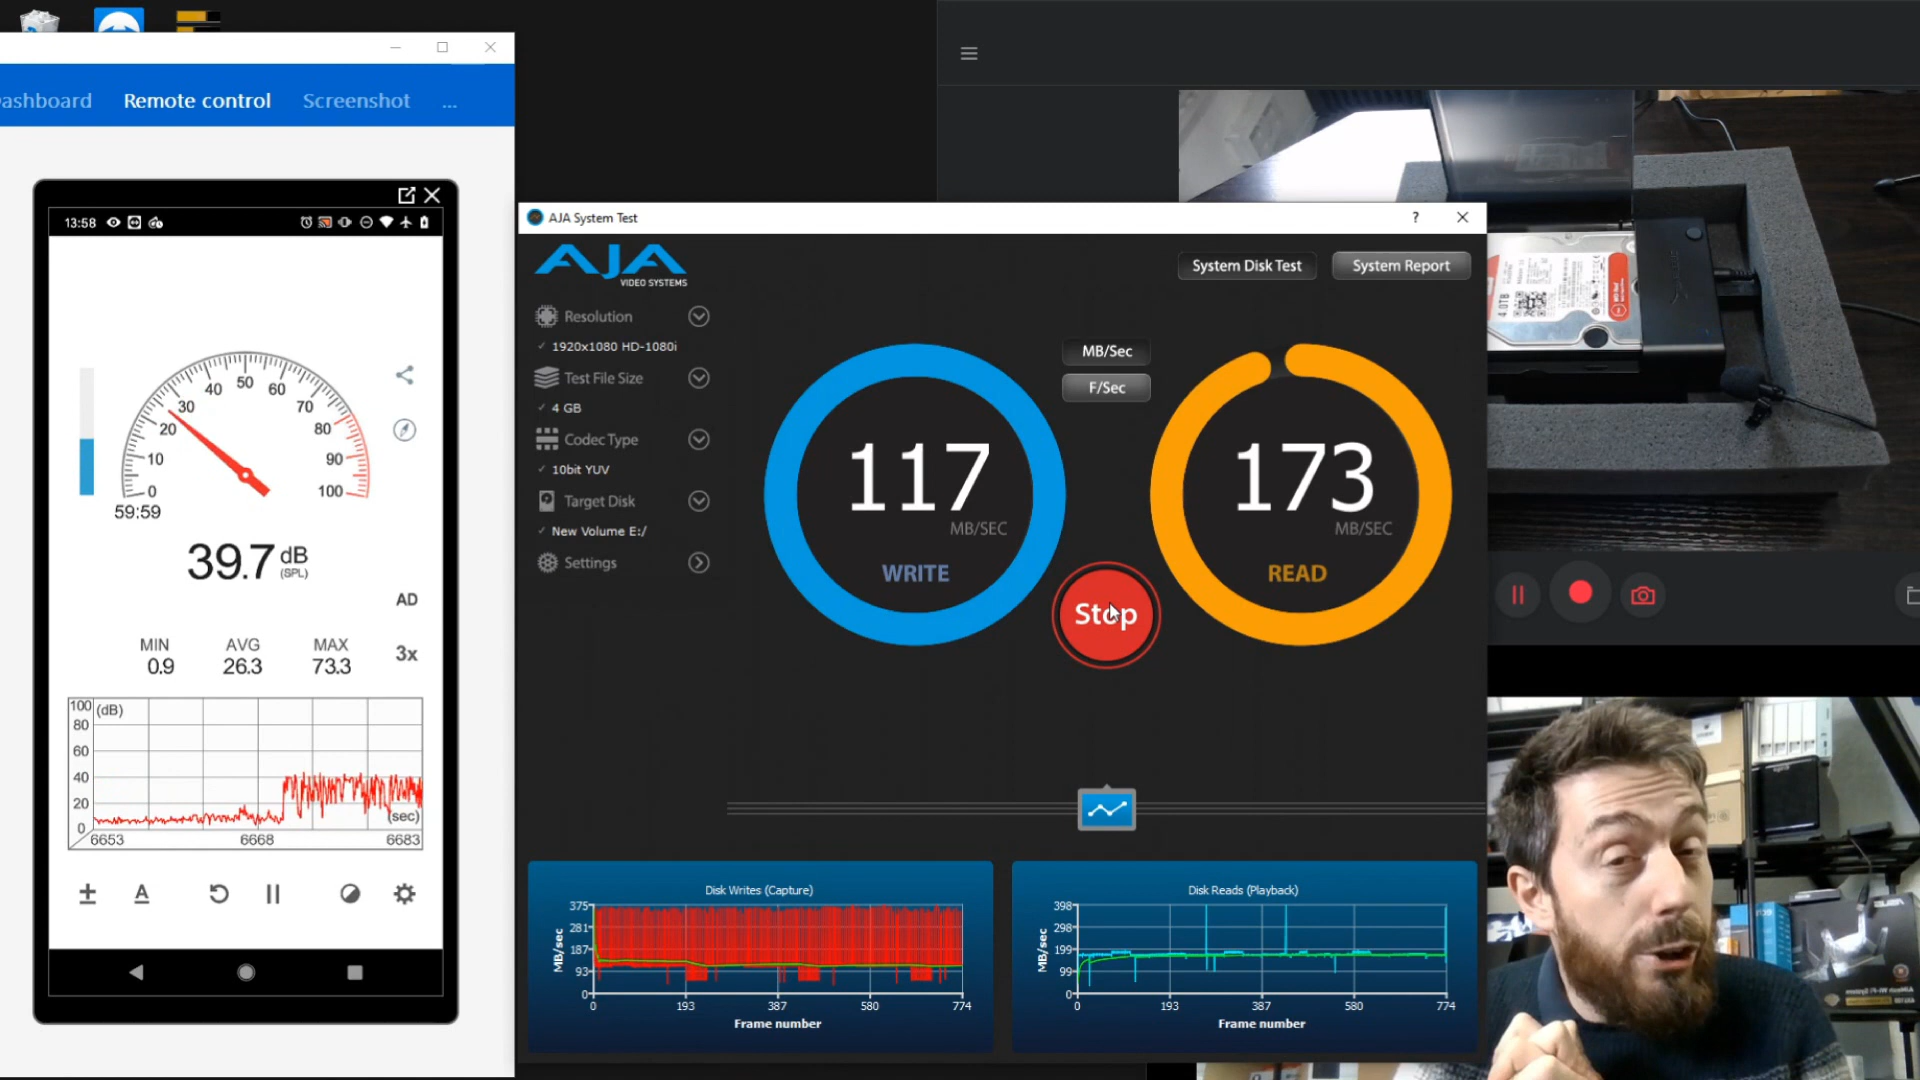 ashboard Remote control Screenshot ...
13:58
50
40 60
30 70
20 80
10 90
0 100
59:59
39.7 dB
(SPL)
AD
MIN AVG MAX
0.9 26.3 73.3
3x
100 (dB)
80
60
40
20
0 (sec)
6653 6668 6683
A
AJA System Test
?
AJA
VIDEO SYSTEMS
System Disk Test System Report
Resolution
1920x1080 HD-1080i
Test File Size
4 GB
Codec Type
10bit YUV
Target Disk
New Volume E:/
Settings
MB/Sec
F/Sec
117
MB/SEC
WRITE
173
MB/SEC
READ
Stop
Disk Writes (Capture)
375
281
187
93
0
MB/sec
0 193 387 580 774
Frame number
Disk Reads (Playback)
398
298
199
99
0
MB/sec
0 193 387 580 774
Frame number
4.0TB